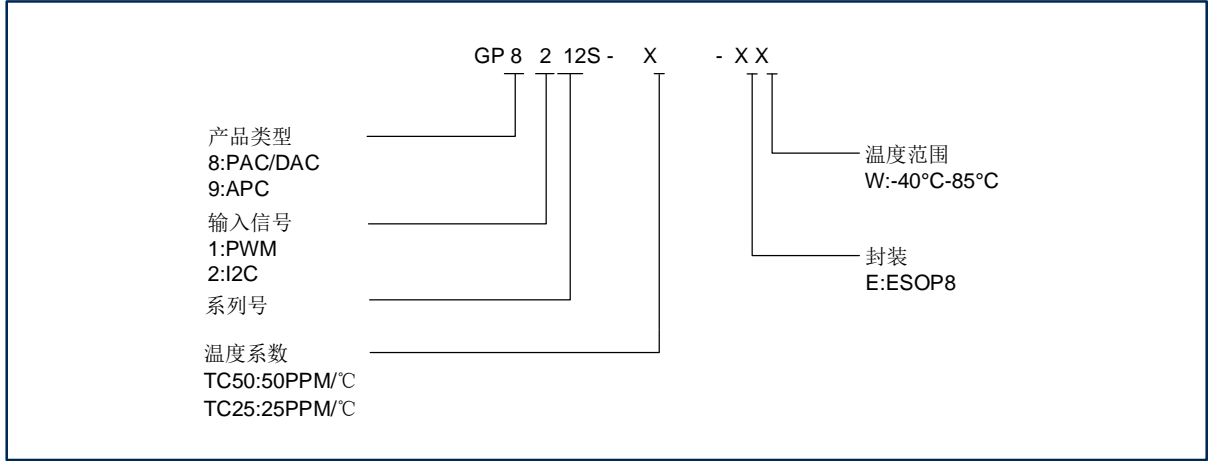 GP 8 2 12S - X - X X
产品类型
8:PAC/DAC
9:APC
输入信号
1:PWM
2:I2C
系列号
温度系数
TC50:50PPM/℃
TC25:25PPM/℃
温度范围
W:-40°C-85°C
封装
E:ESOP8